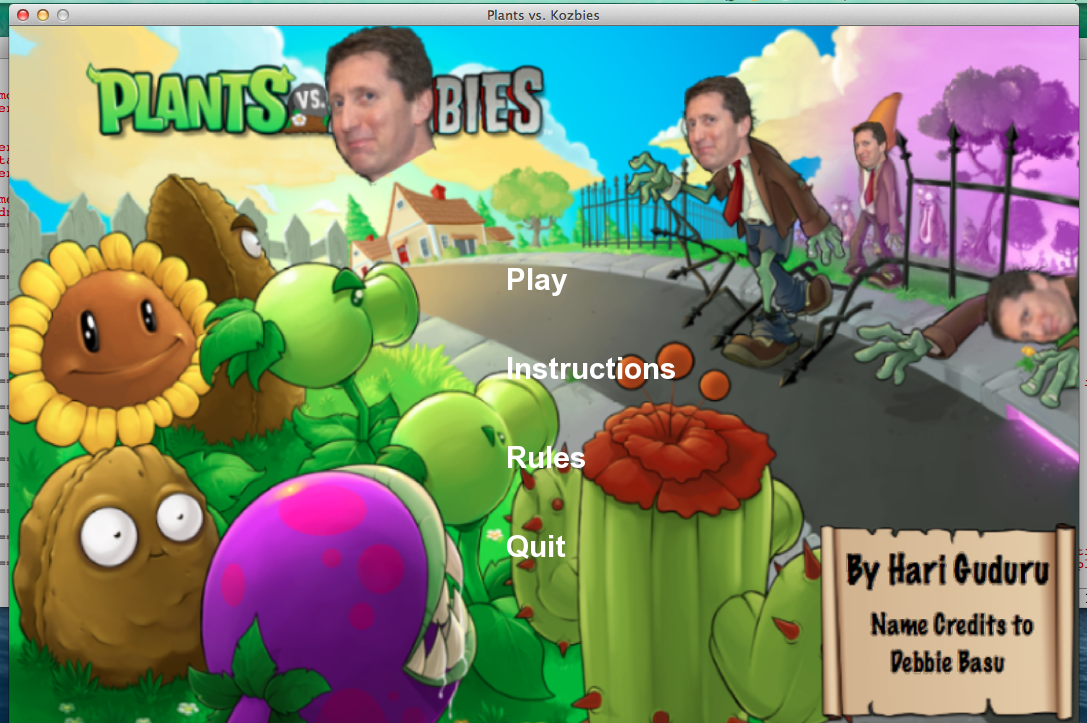 Plants vs. Kozbies
PLANTS VS. BIES
Play
Instructions
Rules
Quit
By Hari Guduru
Name Credits to
Debbie Basu